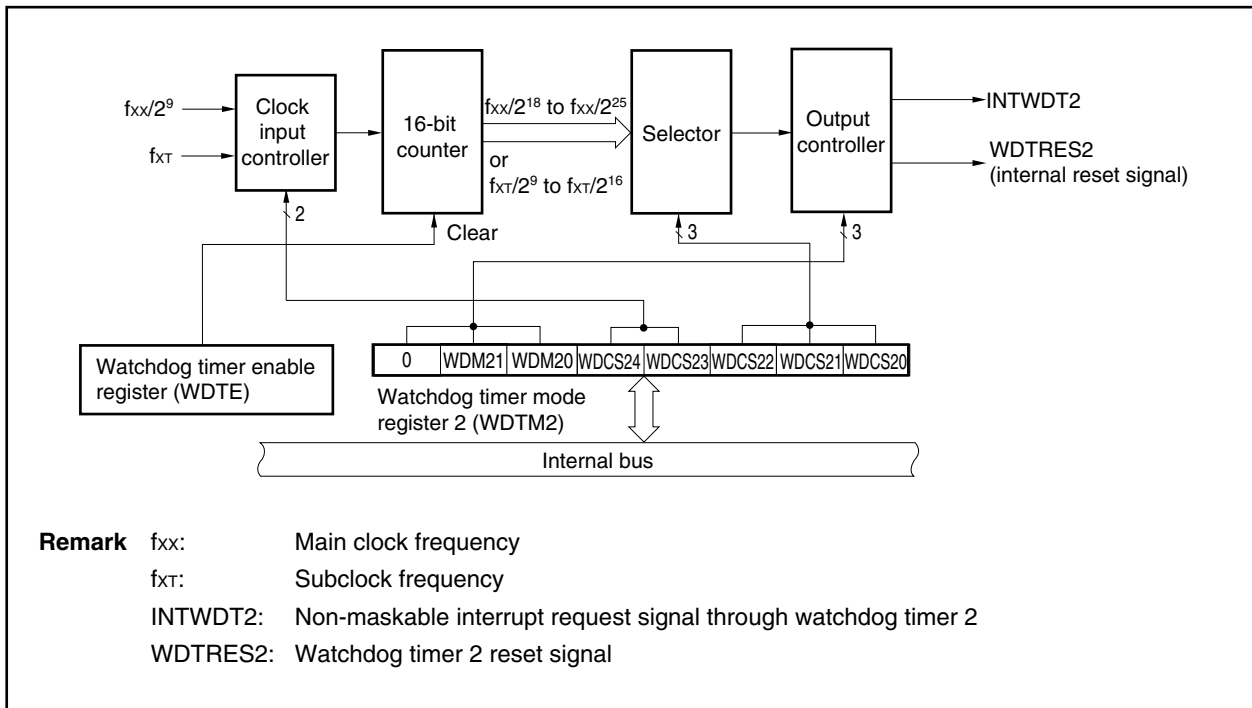 fXX/2^9
fXT
Clock
input
controller
2
16-bit
counter
Clear
fXX/2^18 to fXX/2^25
or
fXT/2^9 to fXT/2^16
Selector
3
Output
controller
3
INTWDT2
WDTRES2
(internal reset signal)
Watchdog timer enable
register (WDTE)
0 WDM21 WDM20 WDCS24 WDCS23 WDCS22 WDCS21 WDCS20
Watchdog timer mode
register 2 (WDTM2)
Internal bus
Remark fXX: Main clock frequency
fXT: Subclock frequency
INTWDT2: Non-maskable interrupt request signal through watchdog timer 2
WDTRES2: Watchdog timer 2 reset signal